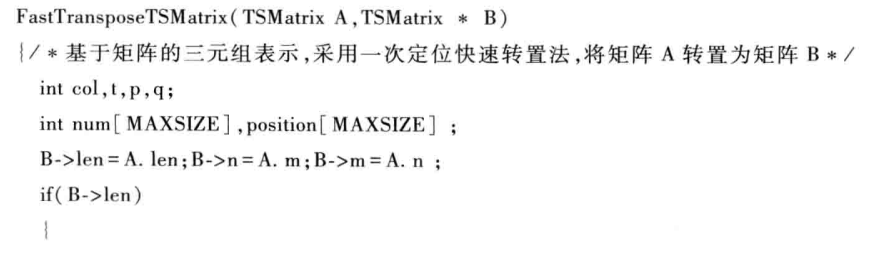 FastTransposeTSMatrix(TSMatrix A,TSMatrix * B)
{/*基于矩阵的三元组表示,采用一次定位快速转置法,将矩阵 A 转置为矩阵 B*/
int col,t,p,q;
int num[MAXSIZE],position[MAXSIZE] ;
B->len=A. len;B->n=A. m;B->m=A. n ;
if(B->len)
{